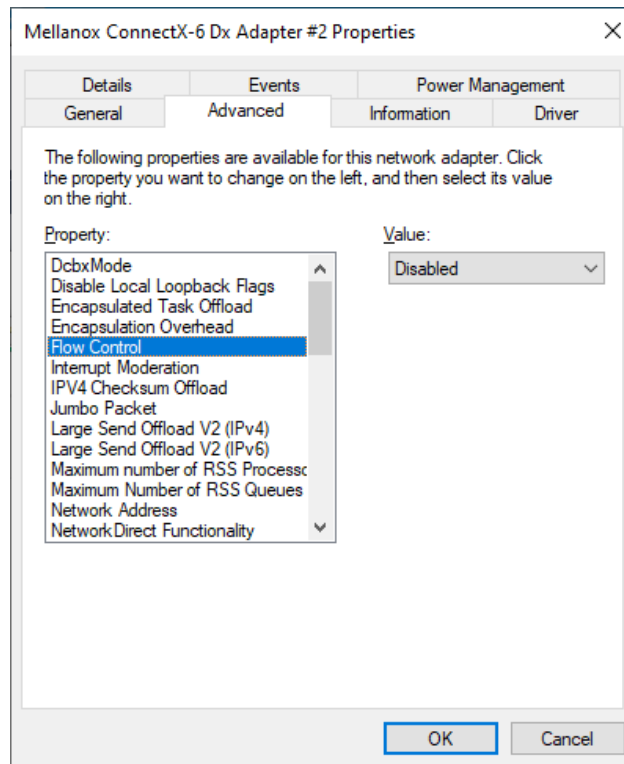 Mellanox ConnectX-6 Dx Adapter #2 Properties
Details Events Power Management
General Advanced Information Driver
The following properties are available for this network adapter. Click
the property you want to change on the left, and then select its value
on the right.
Property: Value:
DcbxMode Disabled
Disable Local Loopback Flags
Encapsulated Task Offload
Encapsulation Overhead
Flow Control
Interrupt Moderation
IPV4 Checksum Offload
Jumbo Packet
Large Send Offload V2 (IPv4)
Large Send Offload V2 (IPv6)
Maximum number of RSS Processo
Maximum Number of RSS Queues
Network Address
NetworkDirect Functionality
OK Cancel